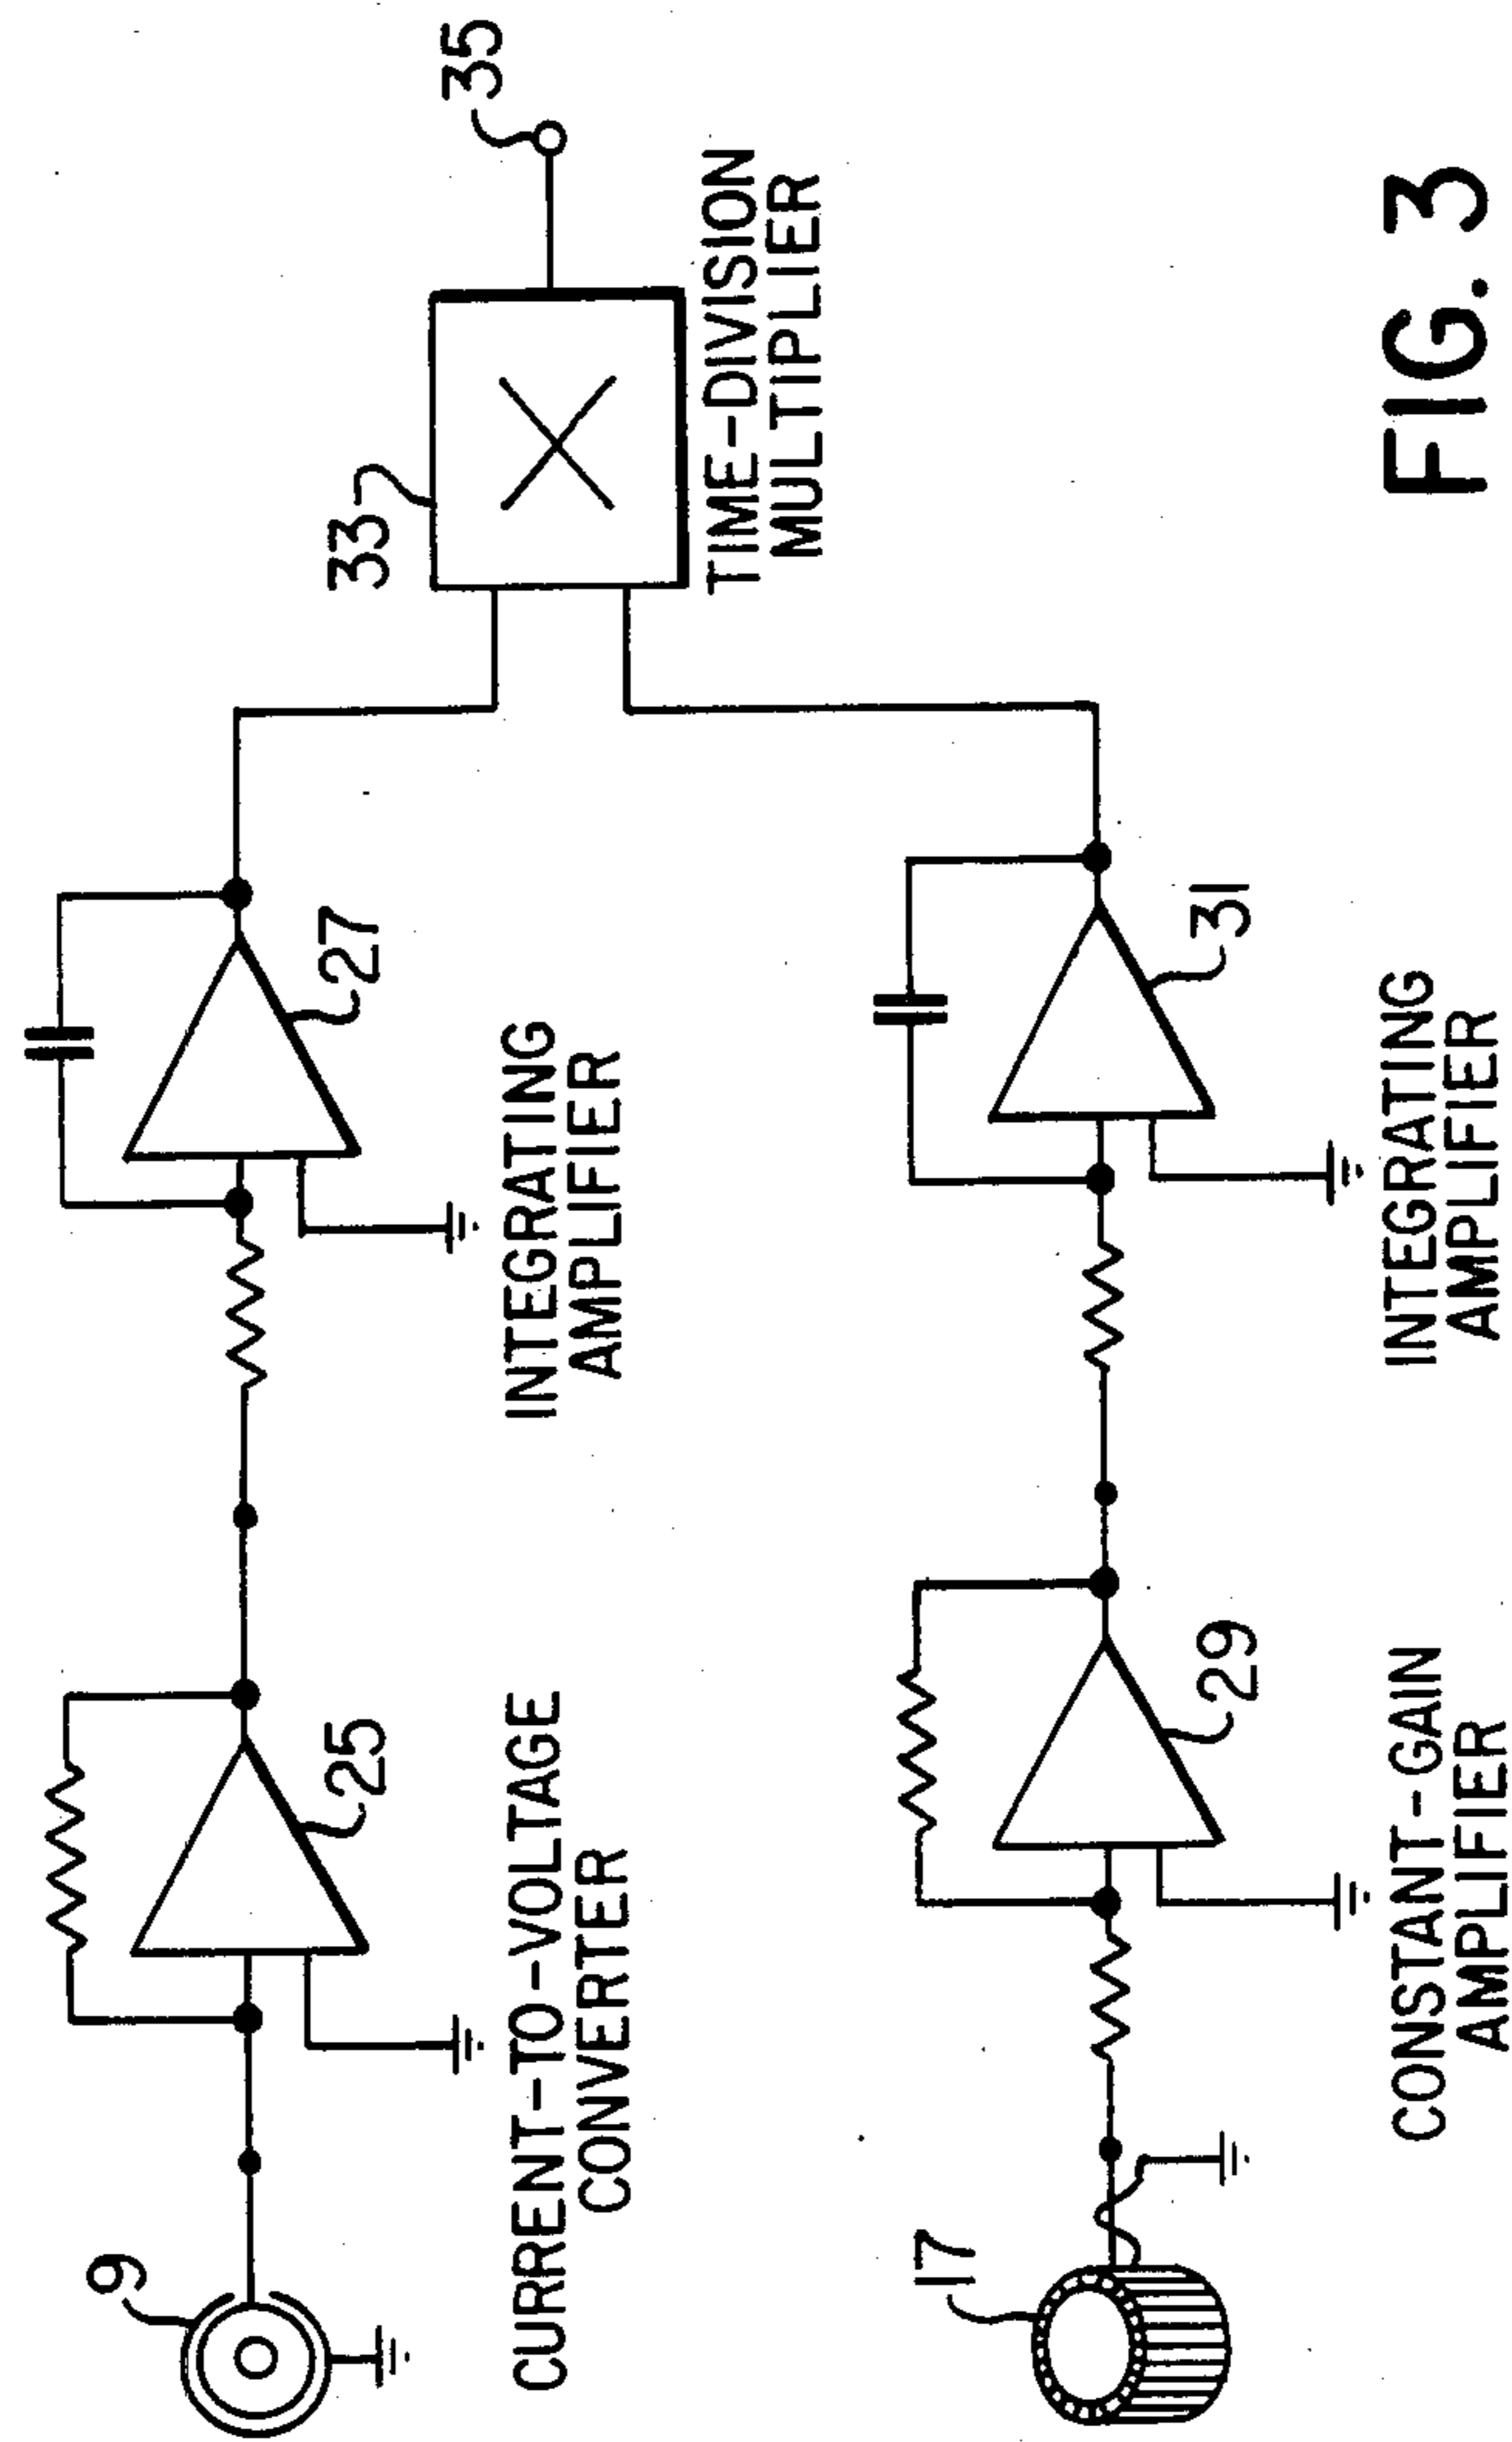 9
25
CURRENT-TO-VOLTAGE
CONVERTER
27
INTEGRATING
AMPLIFIER
33
TIME-DIVISION
MULTIPLIER
35
17
29
CONSTANT-GAIN
AMPLIFIER
31
INTEGRATING
AMPLIFIER
FIG. 3